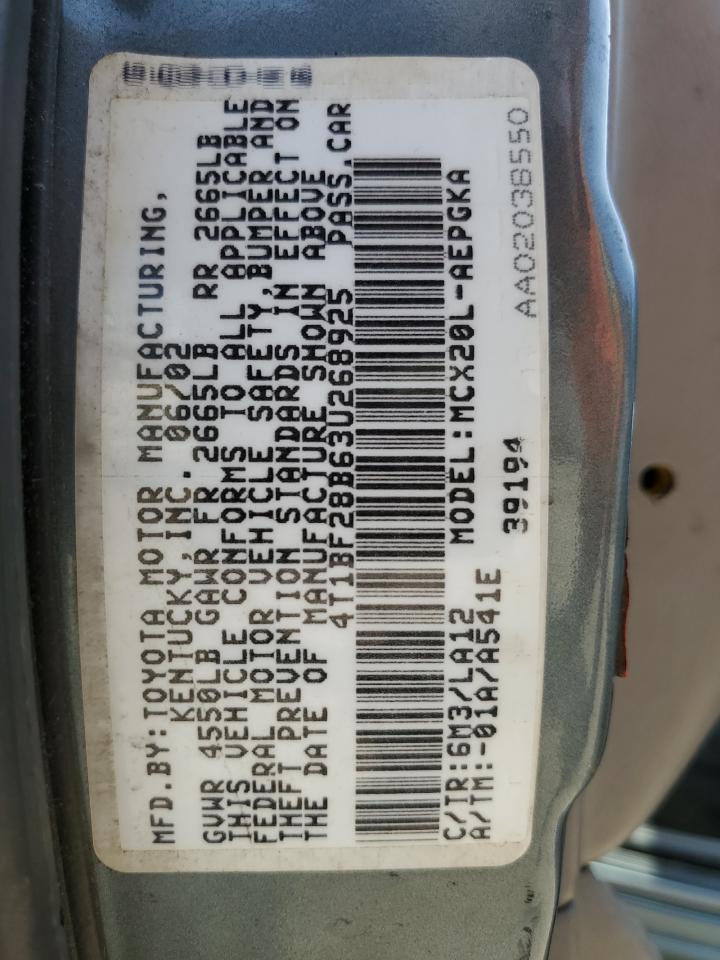 MFD.BY:TOYOTA MOTOR MANUFACTURING,
KENTUCKY,INC. 06/02
GVWR 4550LB GAWR FR 2665LB RR 2665LB
THIS VEHICLE CONFORMS TO ALL APPLICABLE
FEDERAL MOTOR VEHICLE SAFETY,BUMPER AND
THEFT PREVENTION STANDARDS IN EFFECT ON
THE DATE OF MANUFACTURE SHOWN ABOVE
4T1BF28B63U268925 PASS.CAR
C/TR:6M3/LA12 MODEL:MCX20L-AEPGKA
A/TM:-01A/A541E 39194
AA02038550